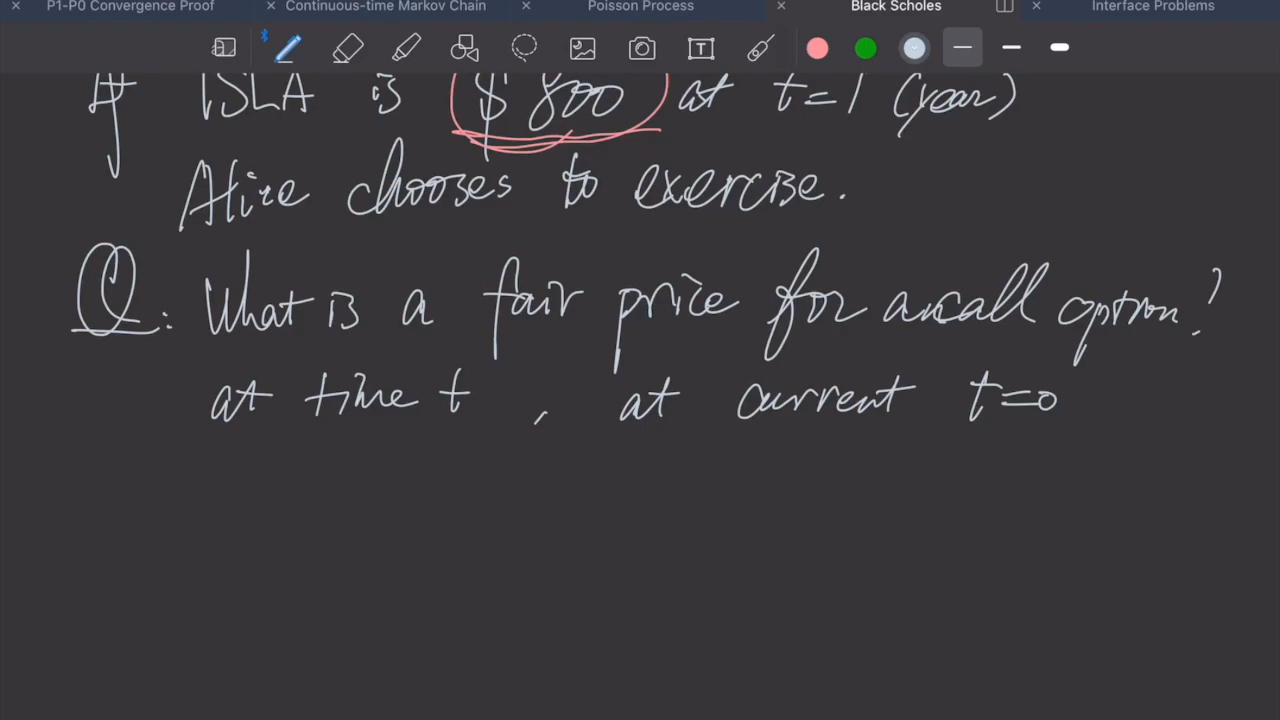 P1-P0 Convergence Proof Continuous-time Markov Chain Poisson Process Black Scholes Interface Problems
If TSLA is $800 at t=1 (year)
Alice chooses to exercise.
Q: What is a fair price for a call option?
at time t, at current t=0